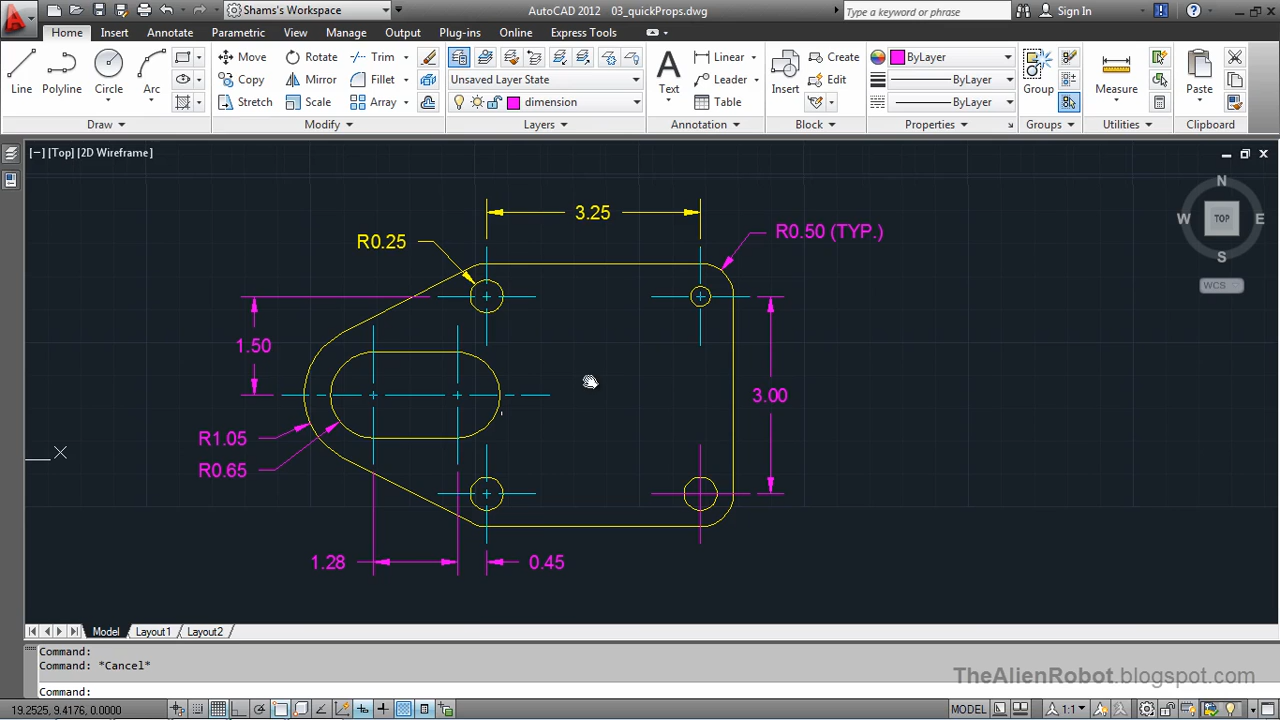 Shams's Workspace
AutoCAD 2012 03_quickProps.dwg
Type a keyword or phrase
Sign In
Home Insert Annotate Parametric View Manage Output Plug-ins Online Express Tools
Line
Polyline
Circle
Arc
Draw
Move Rotate Trim
Copy Mirror Fillet
Stretch Scale Array
Modify
Unsaved Layer State
dimension
Layers
Text
Linear
Leader
Table
Annotation
Insert
Create
Edit
Block
ByLayer
ByLayer
ByLayer
Properties
Group
Groups
Measure
Utilities
Paste
Clipboard
[−] [Top] [2D Wireframe]
N
W TOP E
S
WCS
3.25
R0.25
R0.50 (TYP.)
1.50
3.00
R1.05
R0.65
1.28
0.45
X
Model Layout1 Layout2
Command:
Command: *Cancel*
Command:
TheAlienRobot.blogspot.com
19.2525, 9.4176, 0.0000
MODEL
1:1